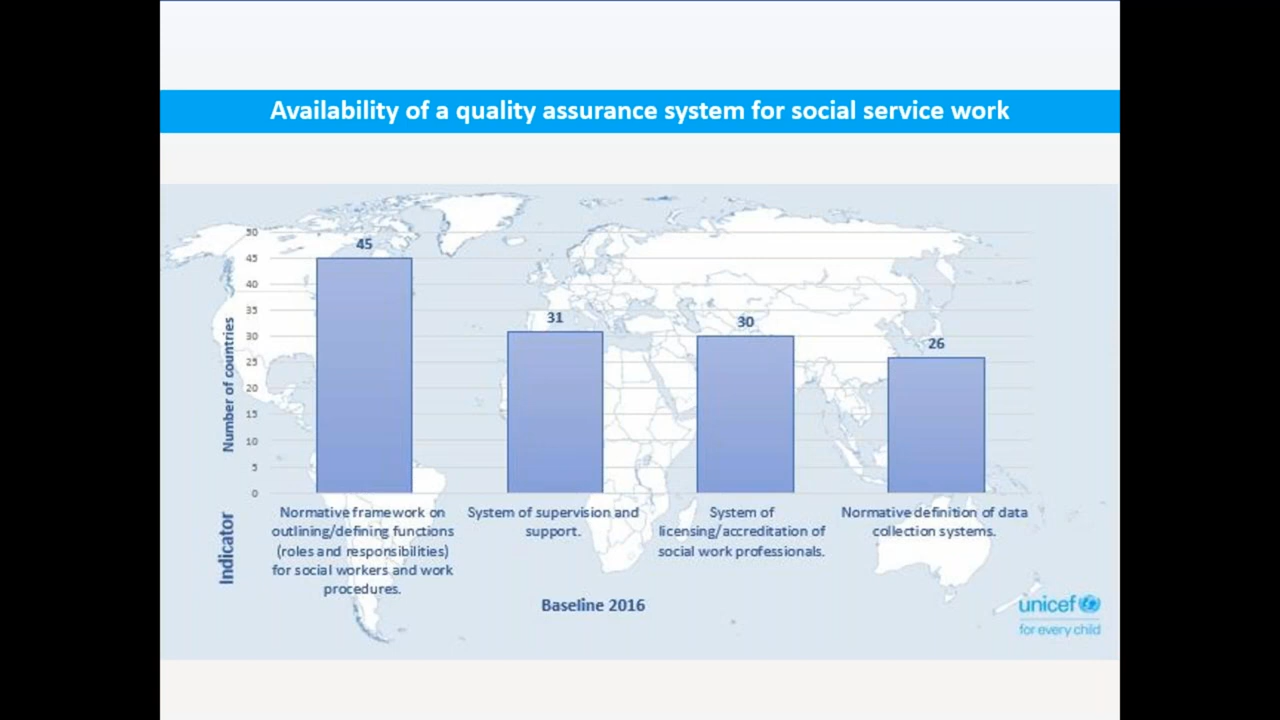 Availability of a quality assurance system for social service work
50
45
40
35
30
25
20
15
10
5
0
Number of countries
45
31
30
26
Indicator
Normative framework on
outlining/defining functions
(roles and responsibilities)
for social workers and work
procedures.
System of supervision and
support.
System of
licensing/accreditation of
social work professionals.
Normative definition of data
collection systems.
Baseline 2016
unicef
for every child